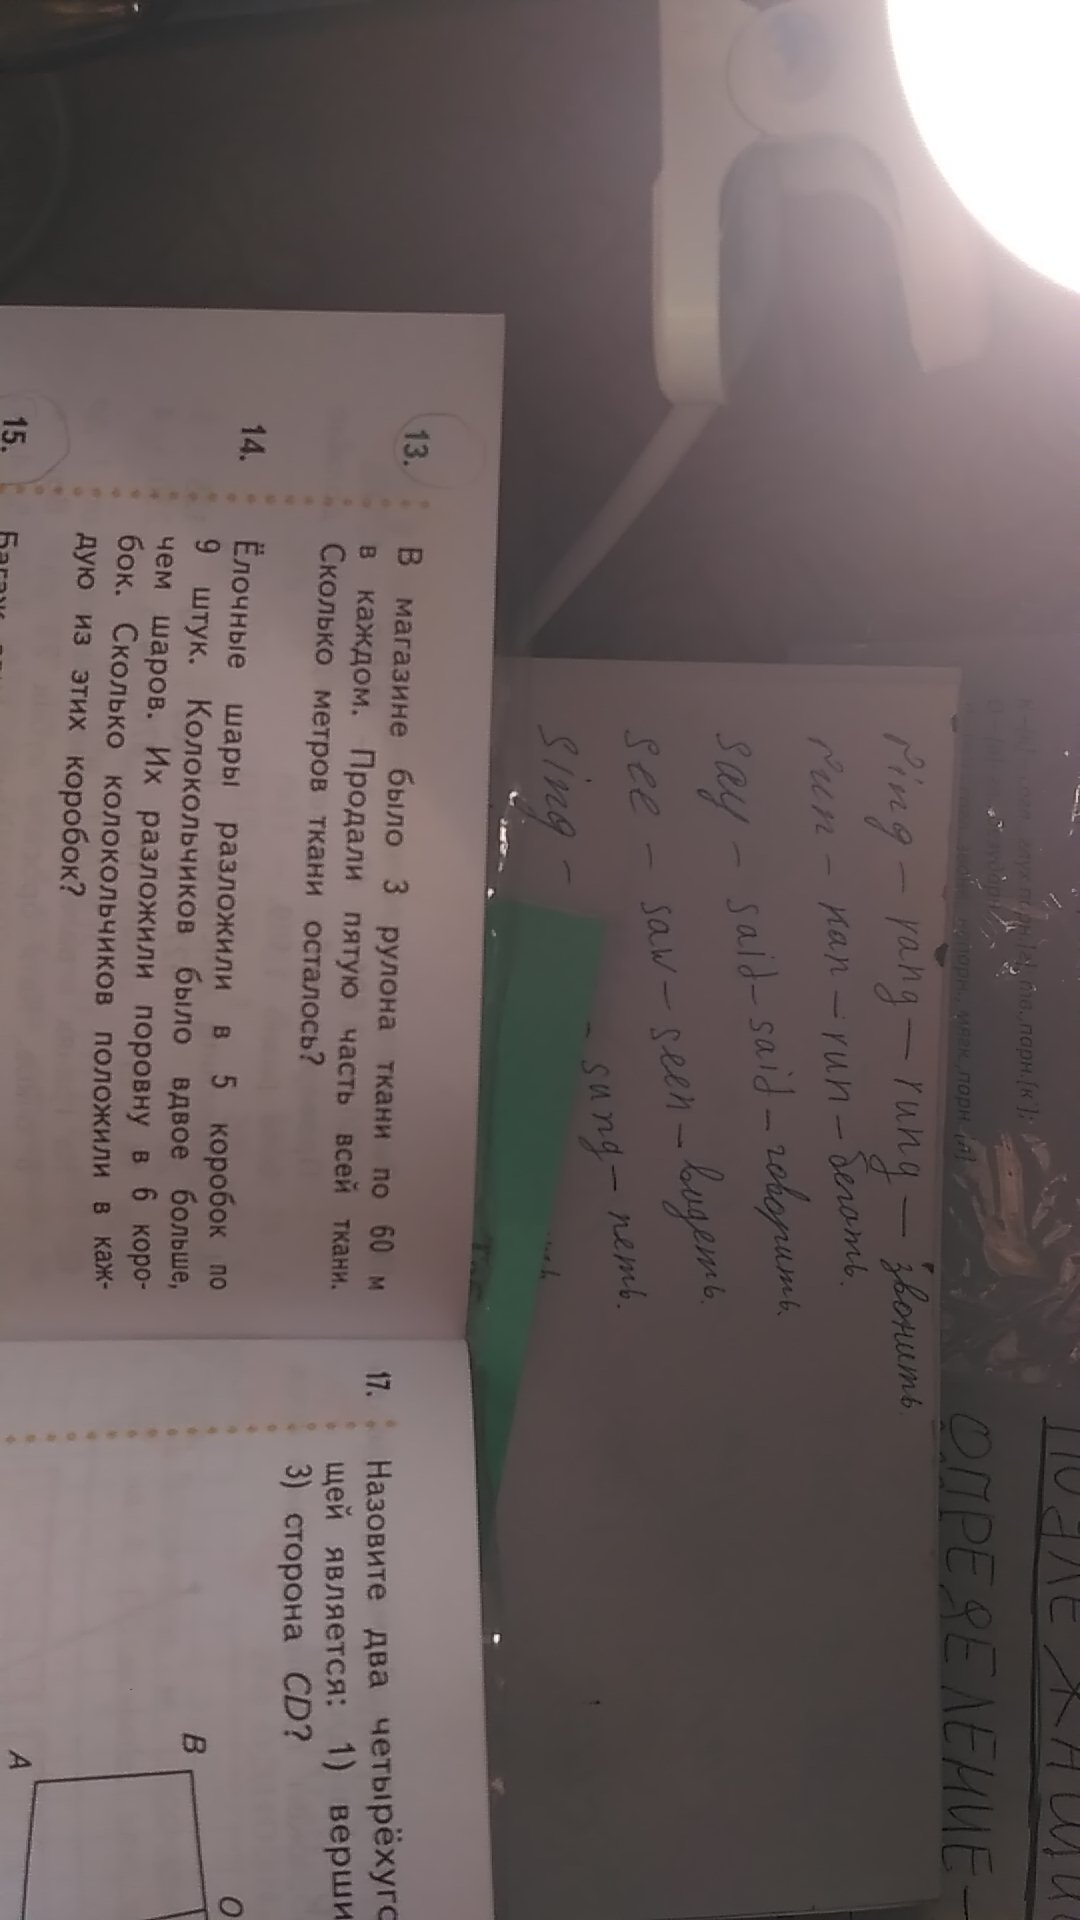 ring – rang – rung – звонить.
run – ran – run – бегать.
say – said – said – говорить.
see – saw – seen – видеть.
sing –
– sung – петь.
ОПРЕДЕЛЕНИЕ –
13. В магазине было 3 рулона ткани по 60 м
в каждом. Продали пятую часть всей ткани.
Сколько метров ткани осталось?
14. Ёлочные шары разложили в 5 коробок по
9 штук. Колокольчиков было вдвое больше,
чем шаров. Их разложили поровну в 6 коро-
бок. Сколько колокольчиков положили в каж-
дую из этих коробок?
15.
17. Назовите два
щей является: 1)
3) сторона CD?
B
O
A